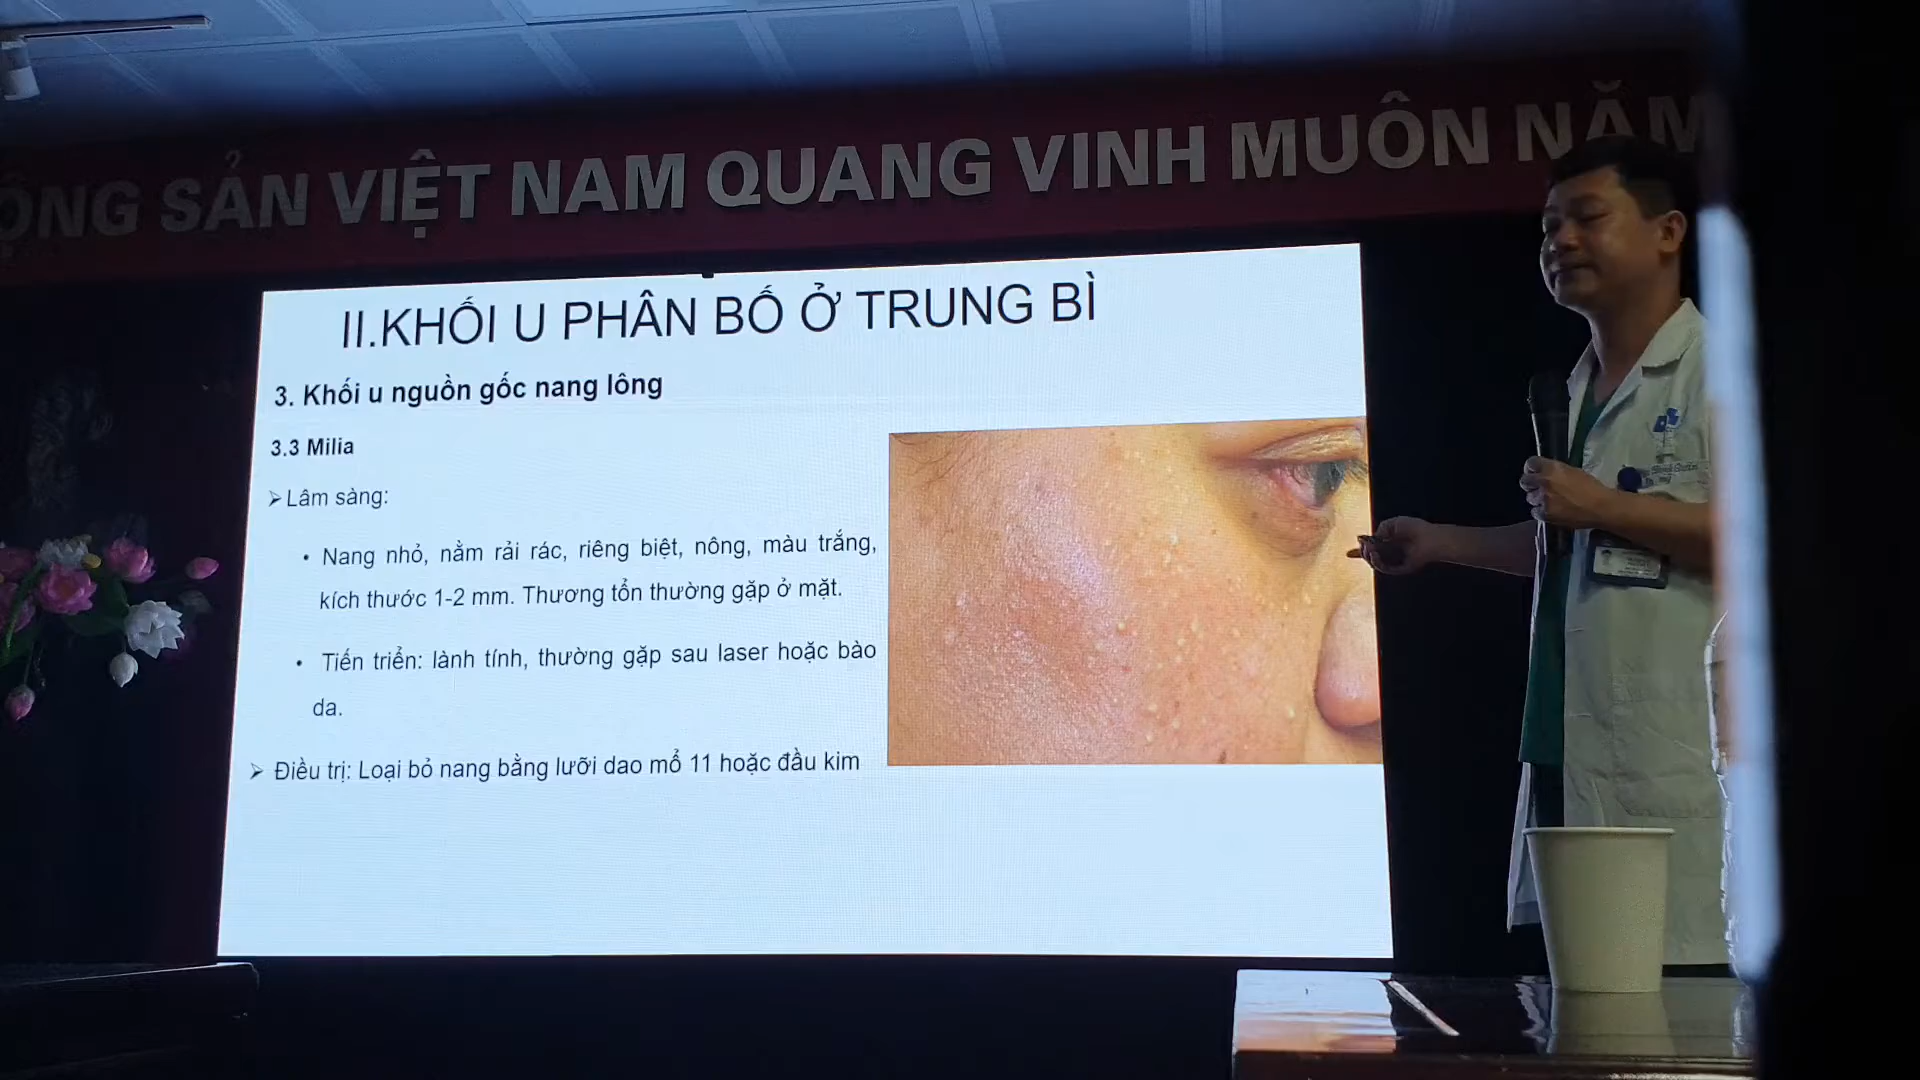 ỘNG SẢN VIỆT NAM QUANG VINH MUÔN NĂM
II.KHỐI U PHÂN BỐ Ở TRUNG BÌ
3. Khối u nguồn gốc nang lông
3.3 Milia
➢Lâm sàng:
• Nang nhỏ, nằm rải rác, riêng biệt, nông, màu trắng,
kích thước 1-2 mm. Thương tổn thường gặp ở mặt.
• Tiến triển: lành tính, thường gặp sau laser hoặc bào
da.
➢ Điều trị: Loại bỏ nang bằng lưỡi dao mổ 11 hoặc đầu kim